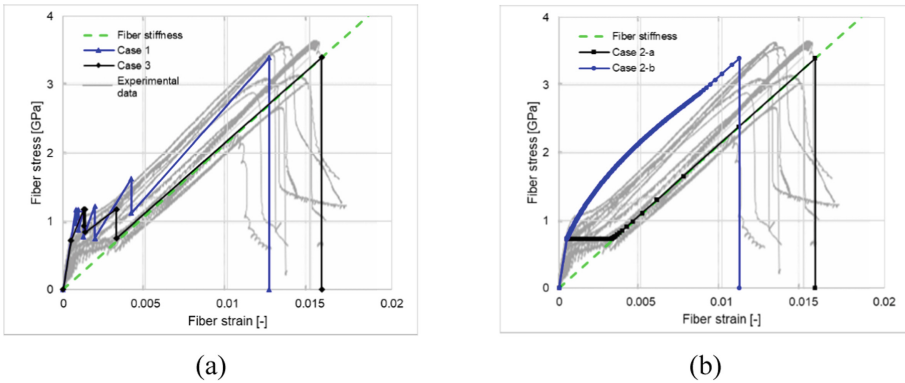 4
3
2
1
0
Fiber stress [GPa]
Fiber stiffness
Case 1
Case 3
Experimental
data
0 0.005 0.01 0.015 0.02
Fiber strain [-]
(a)
4
3
2
1
0
Fiber stress [GPa]
Fiber stiffness
Case 2-a
Case 2-b
0 0.005 0.01 0.015 0.02
Fiber strain [-]
(b)